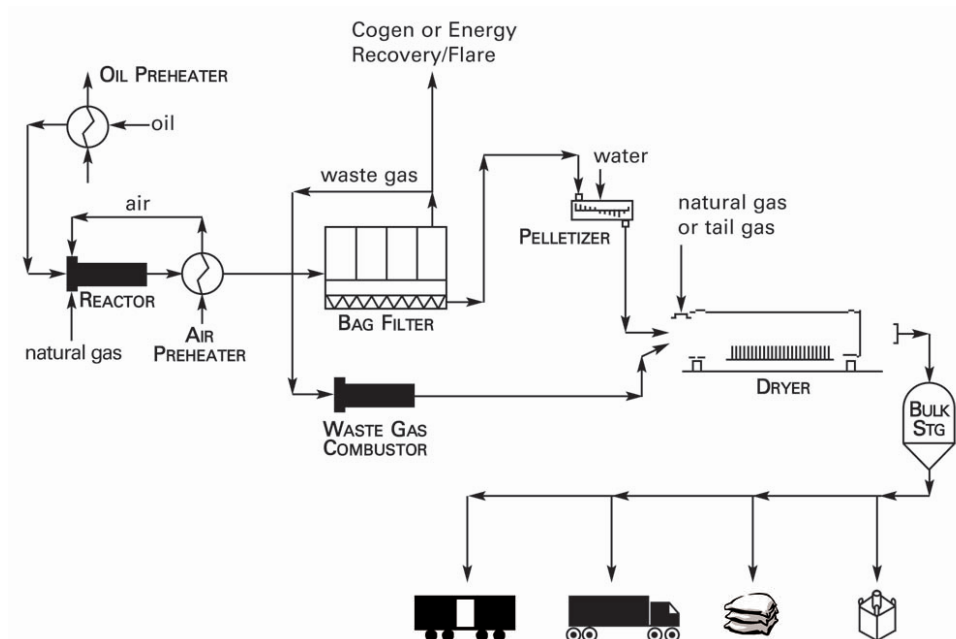 Cogen or Energy
Recovery/Flare
OIL PREHEATER
oil
waste gas
water
air
natural gas
or tail gas
PELLETIZER
REACTOR
BAG FILTER
natural gas
AIR
PREHEATER
DRYER
WASTE GAS
COMBUSTOR
BULK
STG